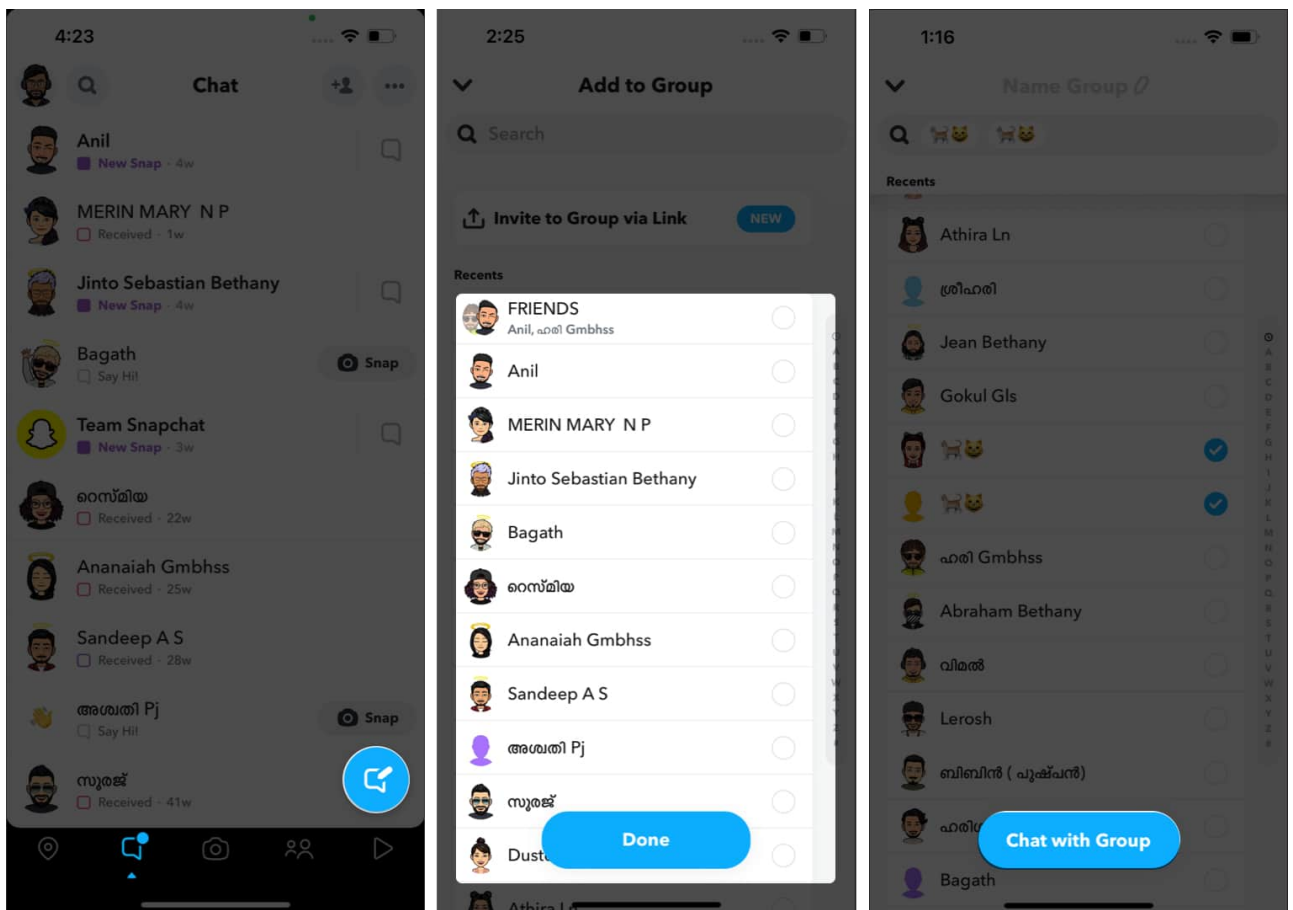 4:23
Chat
Anil
New Snap · 4w
MERIN MARY N P
Received · 1w
Jinto Sebastian Bethany
New Snap · 4w
Bagath
Say Hi!
Snap
Team Snapchat
New Snap · 3w
റെസ്മിയ
Received · 22w
Ananaiah Gmbhss
Received · 25w
Sandeep A S
Received · 28w
അശ്വതി Pj
Say Hi!
Snap
സൂരജ്
Received · 41w
2:25
Add to Group
Search
Invite to Group via Link
NEW
Recents
FRIENDS
Anil, ഹരി Gmbhss
Anil
MERIN MARY N P
Jinto Sebastian Bethany
Bagath
റെസ്മിയ
Ananaiah Gmbhss
Sandeep A S
അശ്വതി Pj
സൂരജ്
Done
Athira Ln
1:16
Name Group
🐈😺 🐈😺
Recents
Athira Ln
ശ്രീഹരി
Jean Bethany
Gokul Gls
🐈😺
🐈😺
ഹരി Gmbhss
Abraham Bethany
വിമൽ
Lerosh
ബിബിൻ ( പുഷ്പൻ)
Chat with Group
Bagath
A
B
C
D
E
F
G
H
I
J
K
L
M
N
O
P
Q
R
S
T
U
V
W
X
Y
Z
#